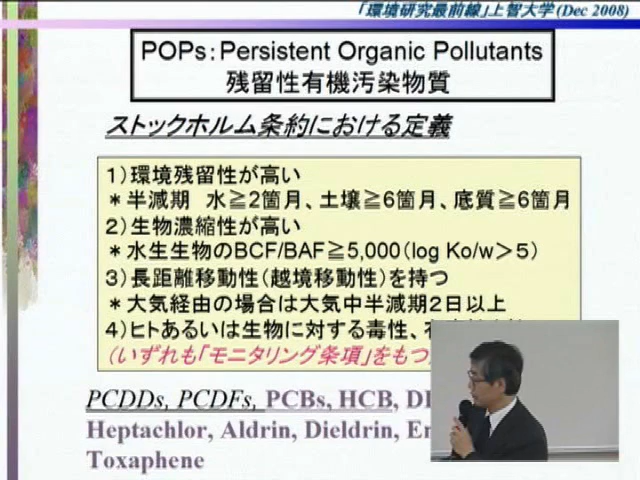 「環境研究最前線」上智大学(Dec 2008)
POPs：Persistent Organic Pollutants
残留性有機汚染物質
ストックホルム条約における定義
1）環境残留性が高い
＊半減期　水≧2箇月、土壌≧6箇月、底質≧6箇月
2）生物濃縮性が高い
＊水生生物のBCF/BAF≧5,000（log Ko/w＞5）
3）長距離移動性（越境移動性）を持つ
＊大気経由の場合は大気中半減期2日以上
4）ヒトあるいは生物に対する毒性、
（いずれも「モニタリング条項」をもつ
PCDDs, PCDFs, PCBs, HCB,
Heptachlor, Aldrin, Dieldrin,
Toxaphene